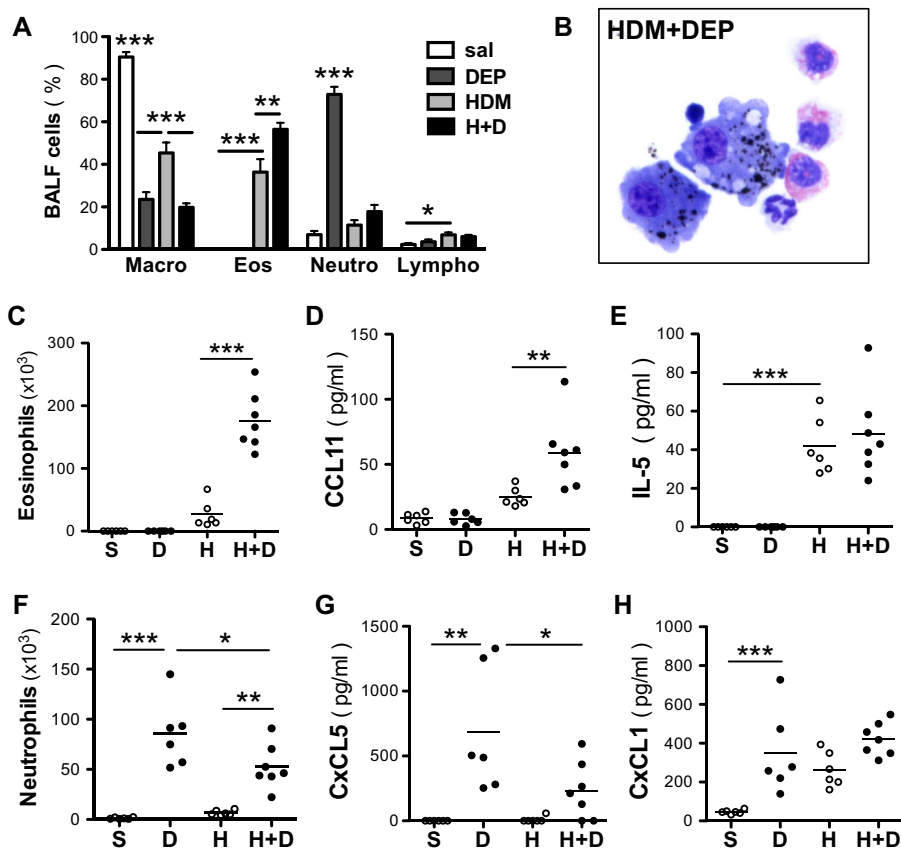 A
BALF cells ( % )
100
80
60
40
20
0
***
***
***
**
***
*
sal
DEP
HDM
H+D
Macro Eos Neutro Lympho
B
HDM+DEP
C
Eosinophils (x10³)
300
200
100
0
***
S D H H+D
D
CCL11 ( pg/ml )
150
100
50
0
**
S D H H+D
E
IL-5 ( pg/ml )
100
80
60
40
20
0
***
S D H H+D
F
Neutrophils (x10³)
200
150
100
50
0
*** *
**
S D H H+D
G
CxCL5 ( pg/ml )
1500
1000
500
0
** *
S D H H+D
H
CxCL1 ( pg/ml )
1000
800
600
400
200
0
***
S D H H+D